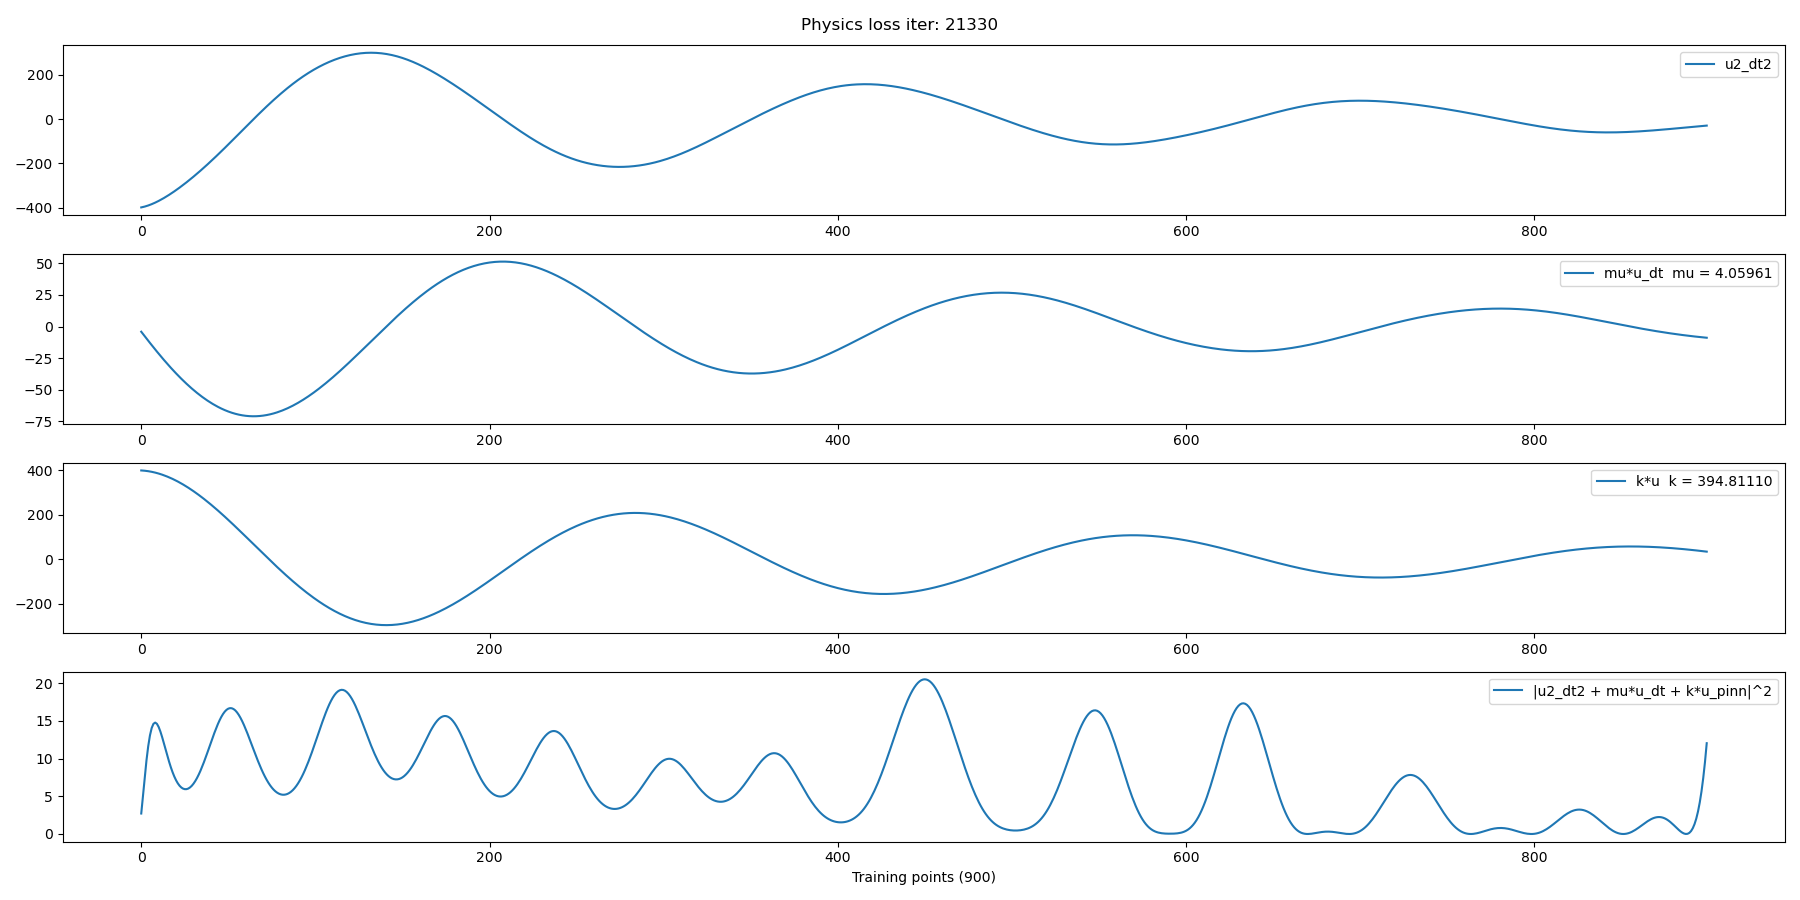 Physics loss iter: 21330
u2_dt2
200
0
−200
−400
0 200 400 600 800
mu*u_dt mu = 4.05961
50
25
0
−25
−50
−75
0 200 400 600 800
k*u k = 394.81110
400
200
0
−200
0 200 400 600 800
|u2_dt2 + mu*u_dt + k*u_pinn|^2
20
15
10
5
0
0 200 400 600 800
Training points (900)